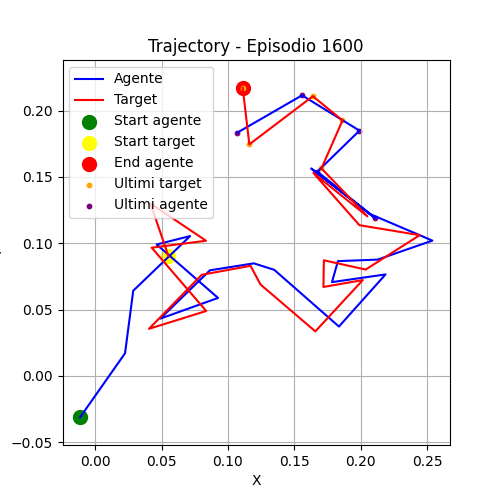 Trajectory - Episodio 1600
Agente
Target
Start agente
Start target
End agente
Ultimi target
Ultimi agente
0.20
0.15
0.10
0.05
0.00
−0.05
0.00
0.05
0.10
0.15
0.20
0.25
X